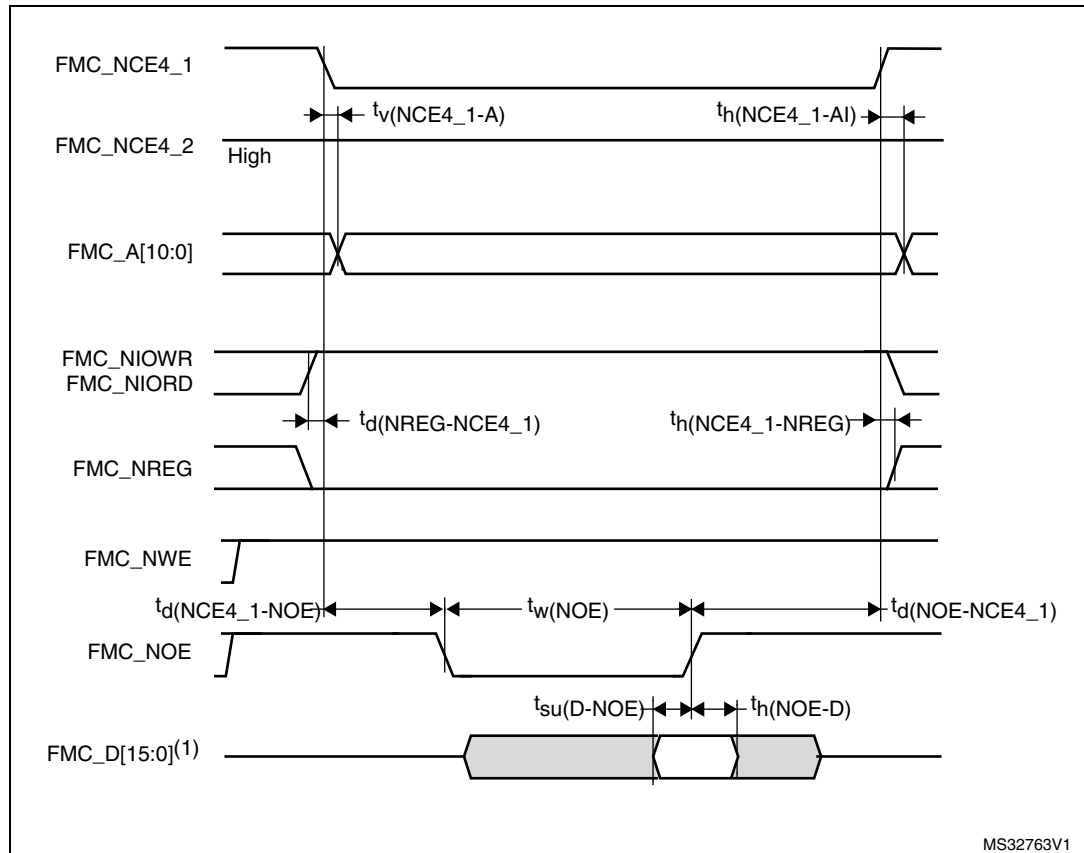 FMC_NCE4_1
tv(NCE4_1-A)
th(NCE4_1-AI)
FMC_NCE4_2
High
FMC_A[10:0]
FMC_NIOWR
FMC_NIORD
td(NREG-NCE4_1)
th(NCE4_1-NREG)
FMC_NREG
FMC_NWE
td(NCE4_1-NOE)
tw(NOE)
td(NOE-NCE4_1)
FMC_NOE
tsu(D-NOE)
th(NOE-D)
FMC_D[15:0](1)
MS32763V1